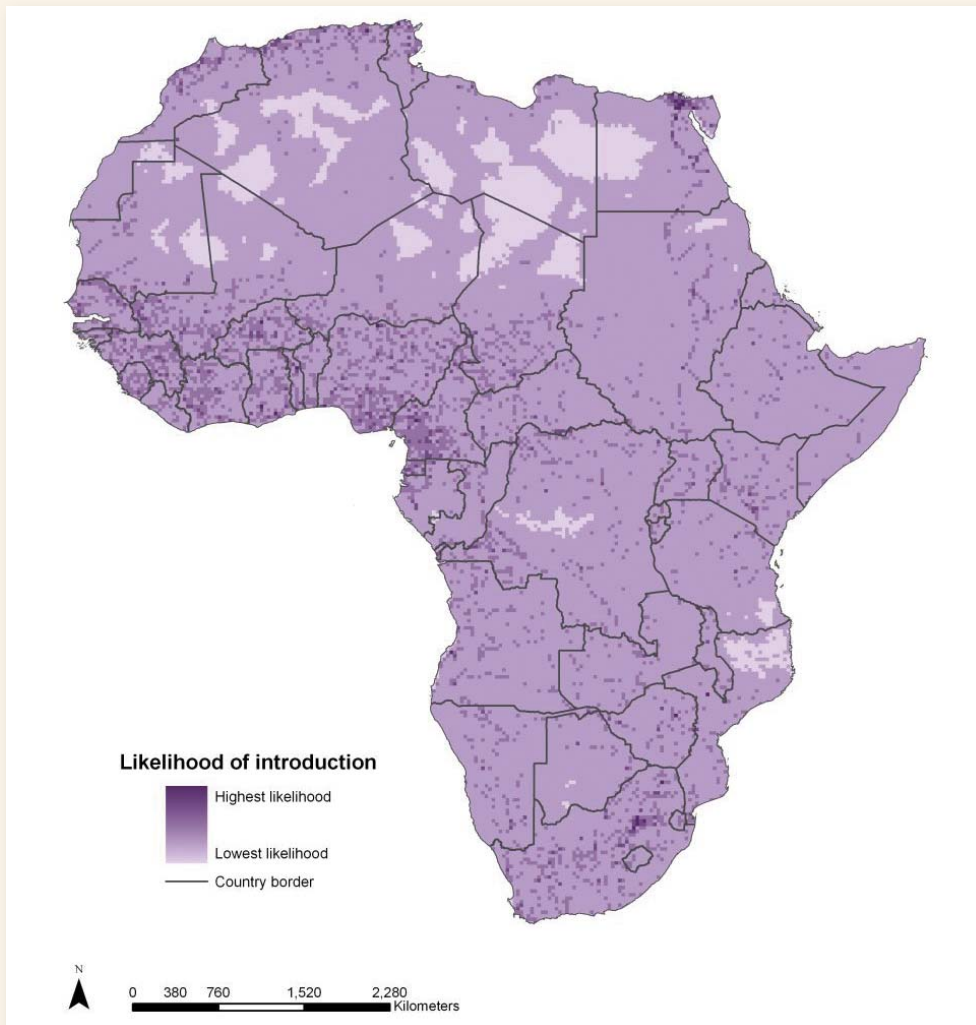 Likelihood of introduction
Highest likelihood
Lowest likelihood
Country border
N
0 380 760 1,520 2,280
Kilometers